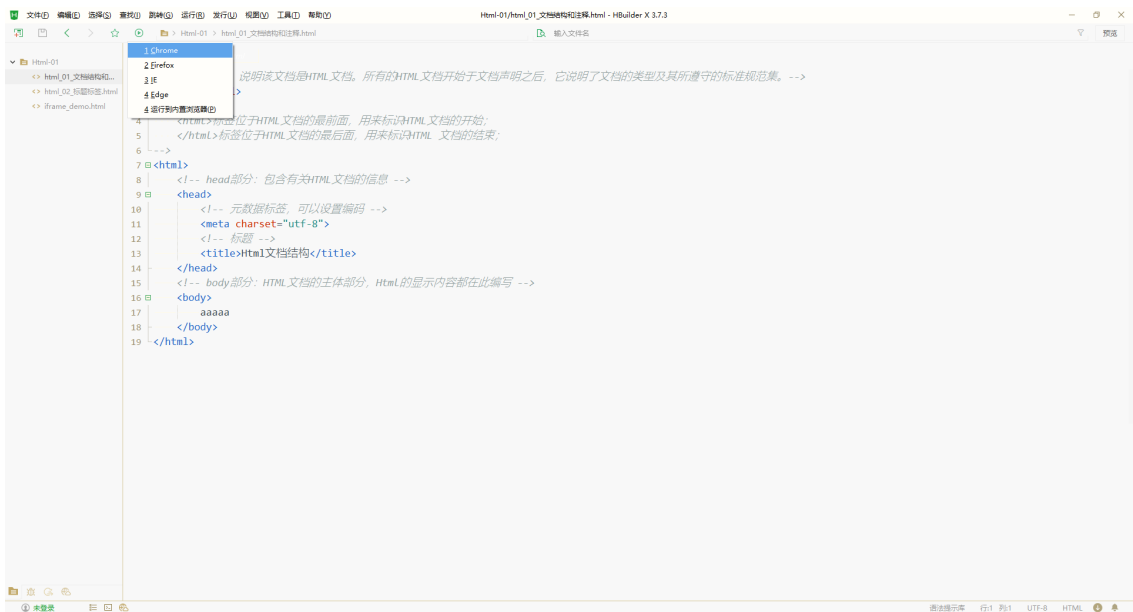 文件(F) 编辑(E) 选择(S) 查找(I) 跳转(G) 运行(R) 发行(U) 视图(V) 工具(T) 帮助(Y) Html-01/html_01_文档结构和注释.html - HBuilder X 3.7.3
Html-01 > html_01_文档结构和注释.html 输入文件名 预览
Html-01
html_01_文档结构和...
html_02_标题标签.html
iframe_demo.html
1 Chrome
2 Firefox
3 IE
4 Edge
4 运行到内置浏览器(P)
说明该文档是HTML文档。所有的HTML文档开始于文档声明之后，它说明了文档的类型及其所遵守的标准规范集。-->
>
4 <html>标签位于HTML文档的最前面，用来标识HTML文档的开始；
5 </html>标签位于HTML文档的最后面，用来标识HTML 文档的结束；
6 -->
7 <html>
8 <!-- head部分：包含有关HTML文档的信息 -->
9 <head>
10 <!-- 元数据标签，可以设置编码 -->
11 <meta charset="utf-8">
12 <!-- 标题 -->
13 <title>Html文档结构</title>
14 </head>
15 <!-- body部分：HTML文档的主体部分，Html的显示内容都在此编写 -->
16 <body>
17 aaaaa
18 </body>
19 </html>
未登录 语法提示库 行:1 列:1 UTF-8 HTML